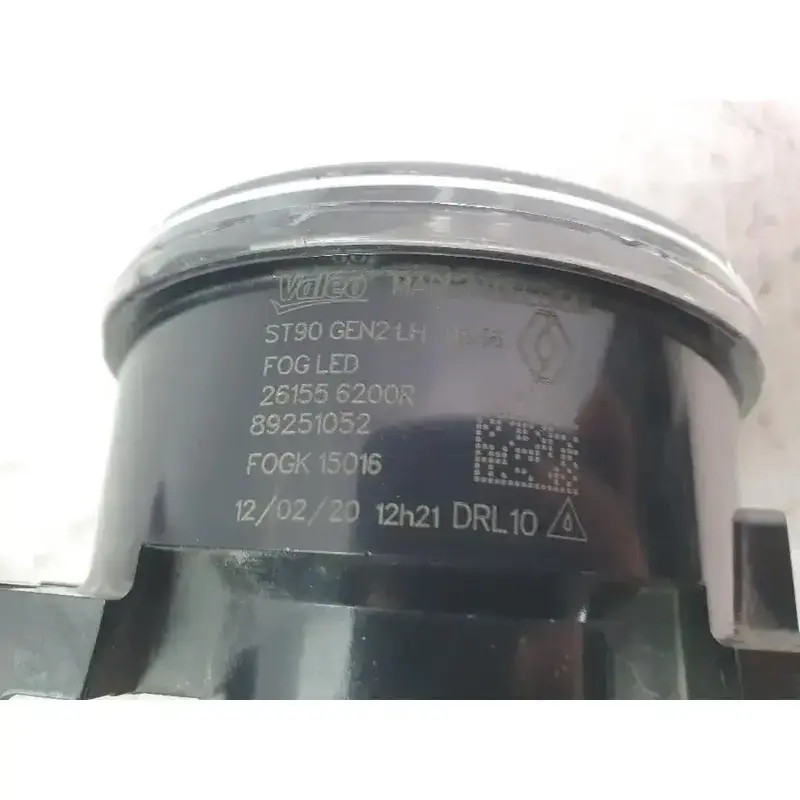 Valeo
ST90 GEN2 LH
FOG LED
26155 6200R
89251052
FOGK 15016
12/02/20 12h21 DRL10